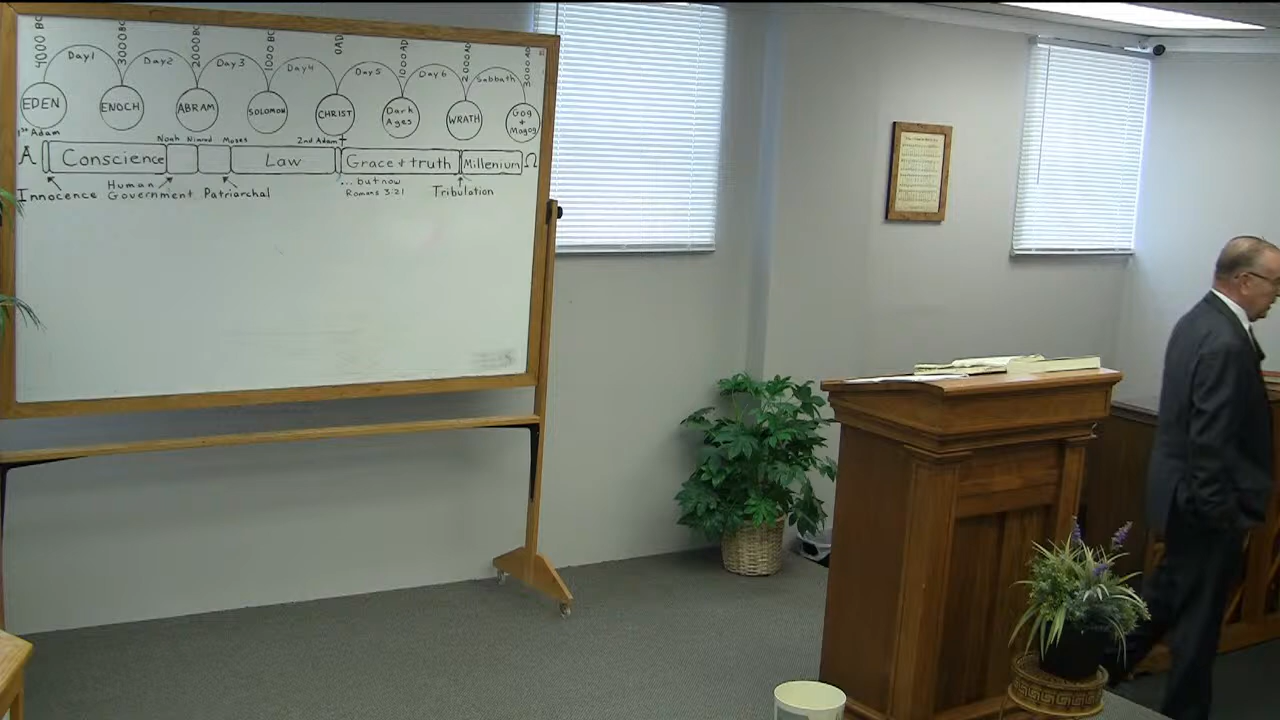 4000 BC 3000 BC 2000 BC 1000 BC 0AD 1000 AD 2000 AD 3000 AD
Day 1 Day 2 Day 3 Day 4 Day 5 Day 6 Sabbath
EDEN ENOCH ABRAM SOLOMON CHRIST Dark Ages WRATH Gog + Magog
1st Adam Noah Nimrod Moses 2nd Adam
A Conscience Law Grace + truth Millenium Ω
Innocence Human Government Patriarchal ...but now Romans 3:21 Tribulation